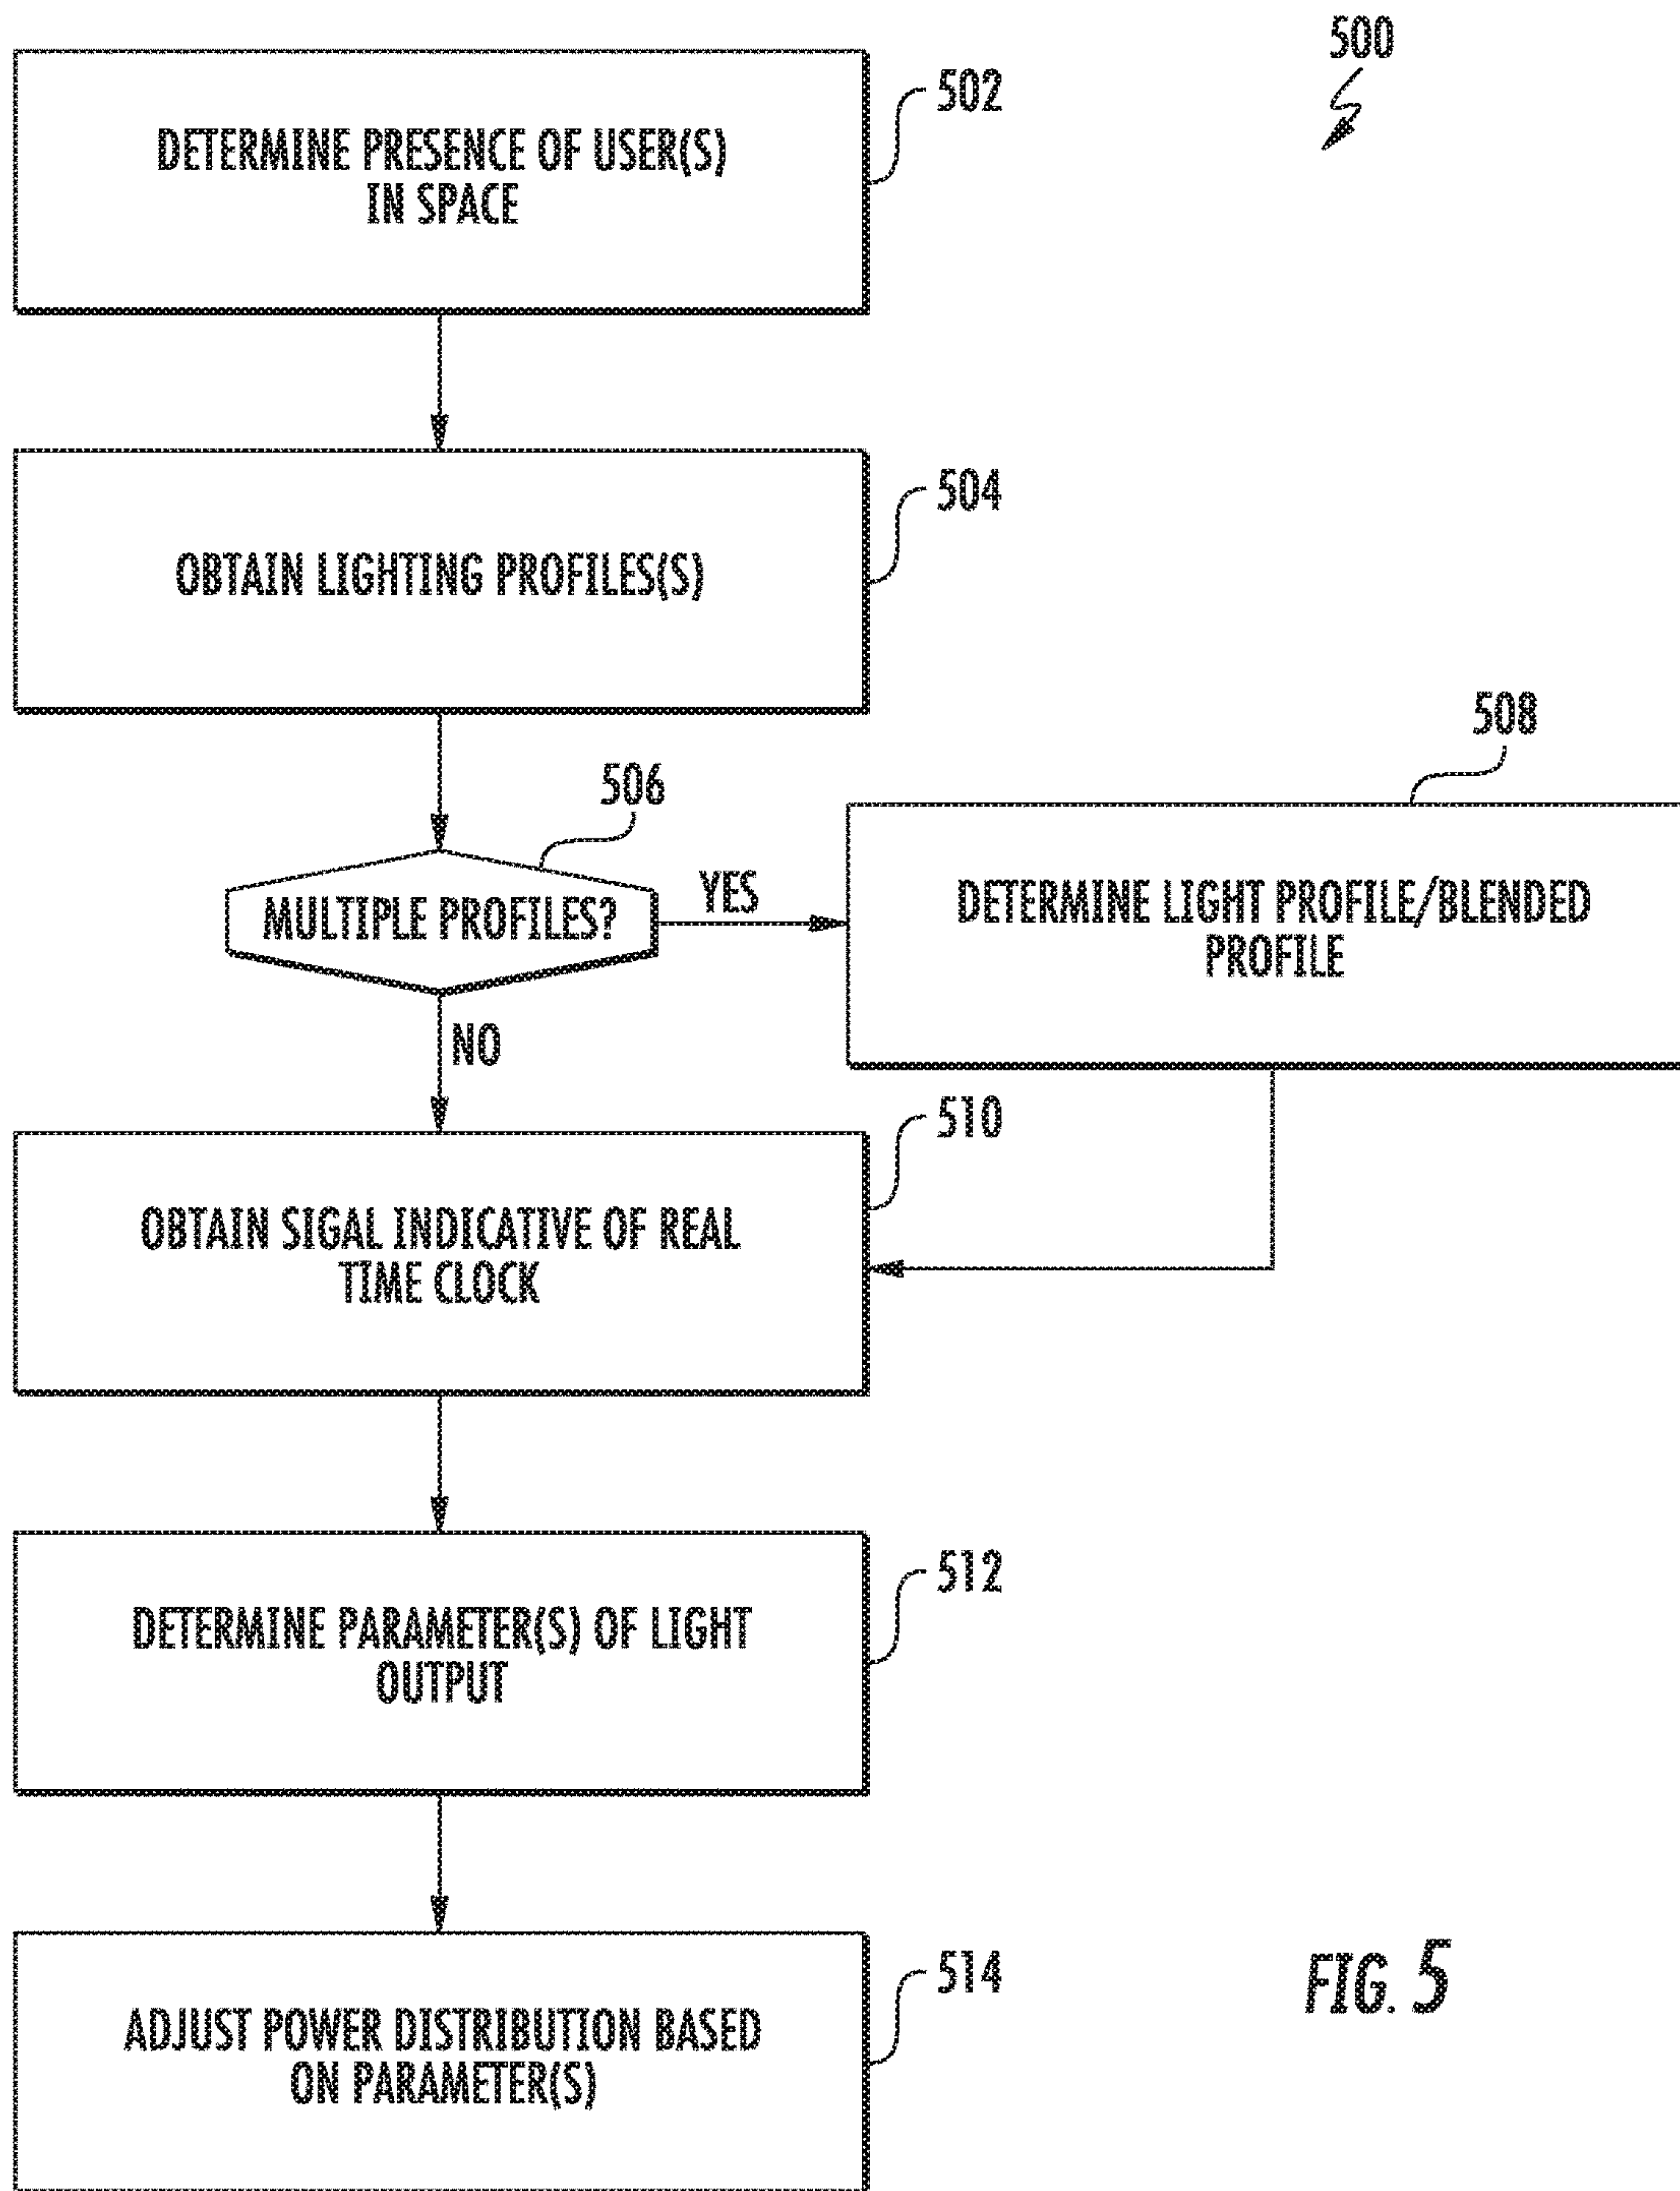 500
502
DETERMINE PRESENCE OF USER(S)
IN SPACE
504
OBTAIN LIGHTING PROFILES(S)
506
MULTIPLE PROFILES?
YES
508
DETERMINE LIGHT PROFILE/BLENDED
PROFILE
NO
510
OBTAIN SIGAL INDICATIVE OF REAL
TIME CLOCK
512
DETERMINE PARAMETER(S) OF LIGHT
OUTPUT
514
ADJUST POWER DISTRIBUTION BASED
ON PARAMETER(S)
FIG. 5